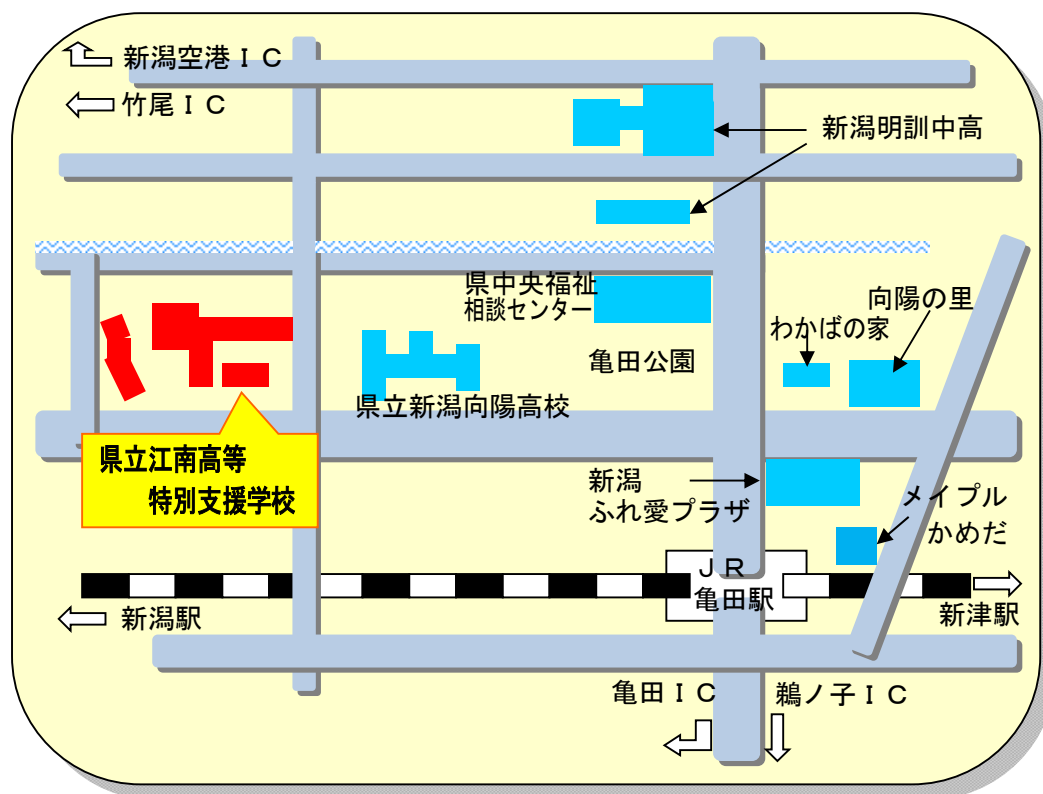 新潟空港ＩＣ
竹尾ＩＣ
新潟明訓中高
県中央福祉
相談センター
向陽の里
わかばの家
亀田公園
県立新潟向陽高校
県立江南高等
特別支援学校
新潟
ふれ愛プラザ
メイプル
かめだ
ＪＲ
亀田駅
新潟駅
新津駅
亀田ＩＣ
鵜ノ子ＩＣ